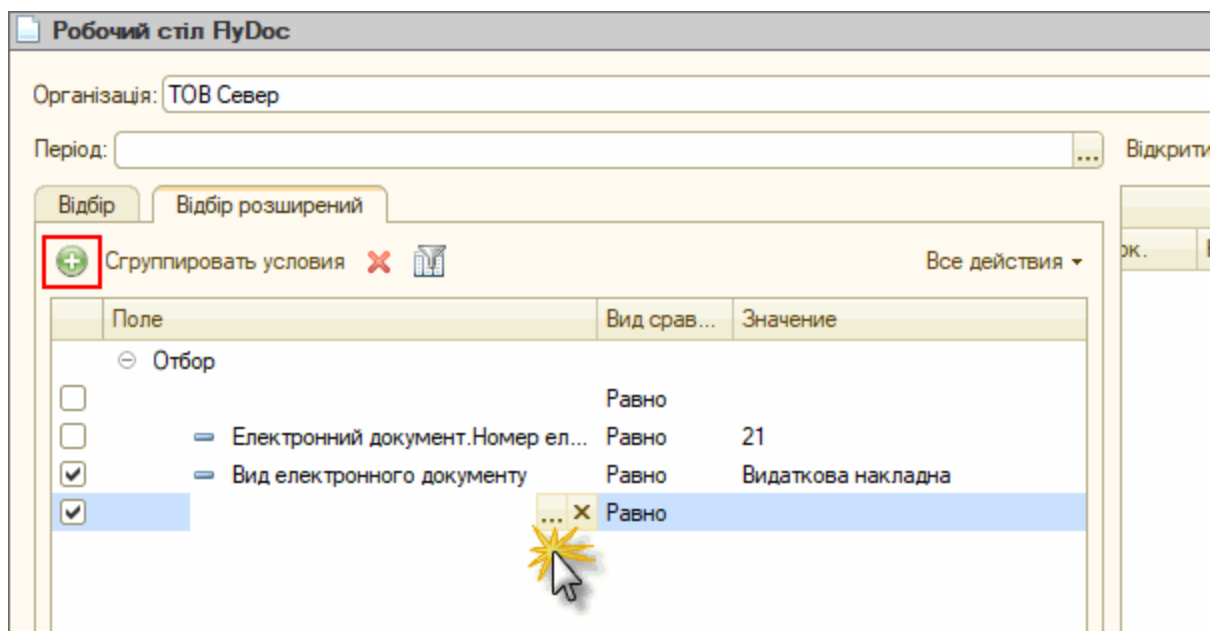 Робочий стіл FlyDoc
Організація: ТОВ Север
Період: ... Відкрити
Відбір Відбір розширений
Сгруппировать условия Все действия
рк.
Поле Вид срав... Значение
Отбор
Равно
Електронний документ.Номер ел... Равно 21
Вид електронного документу Равно Видаткова накладна
... Равно